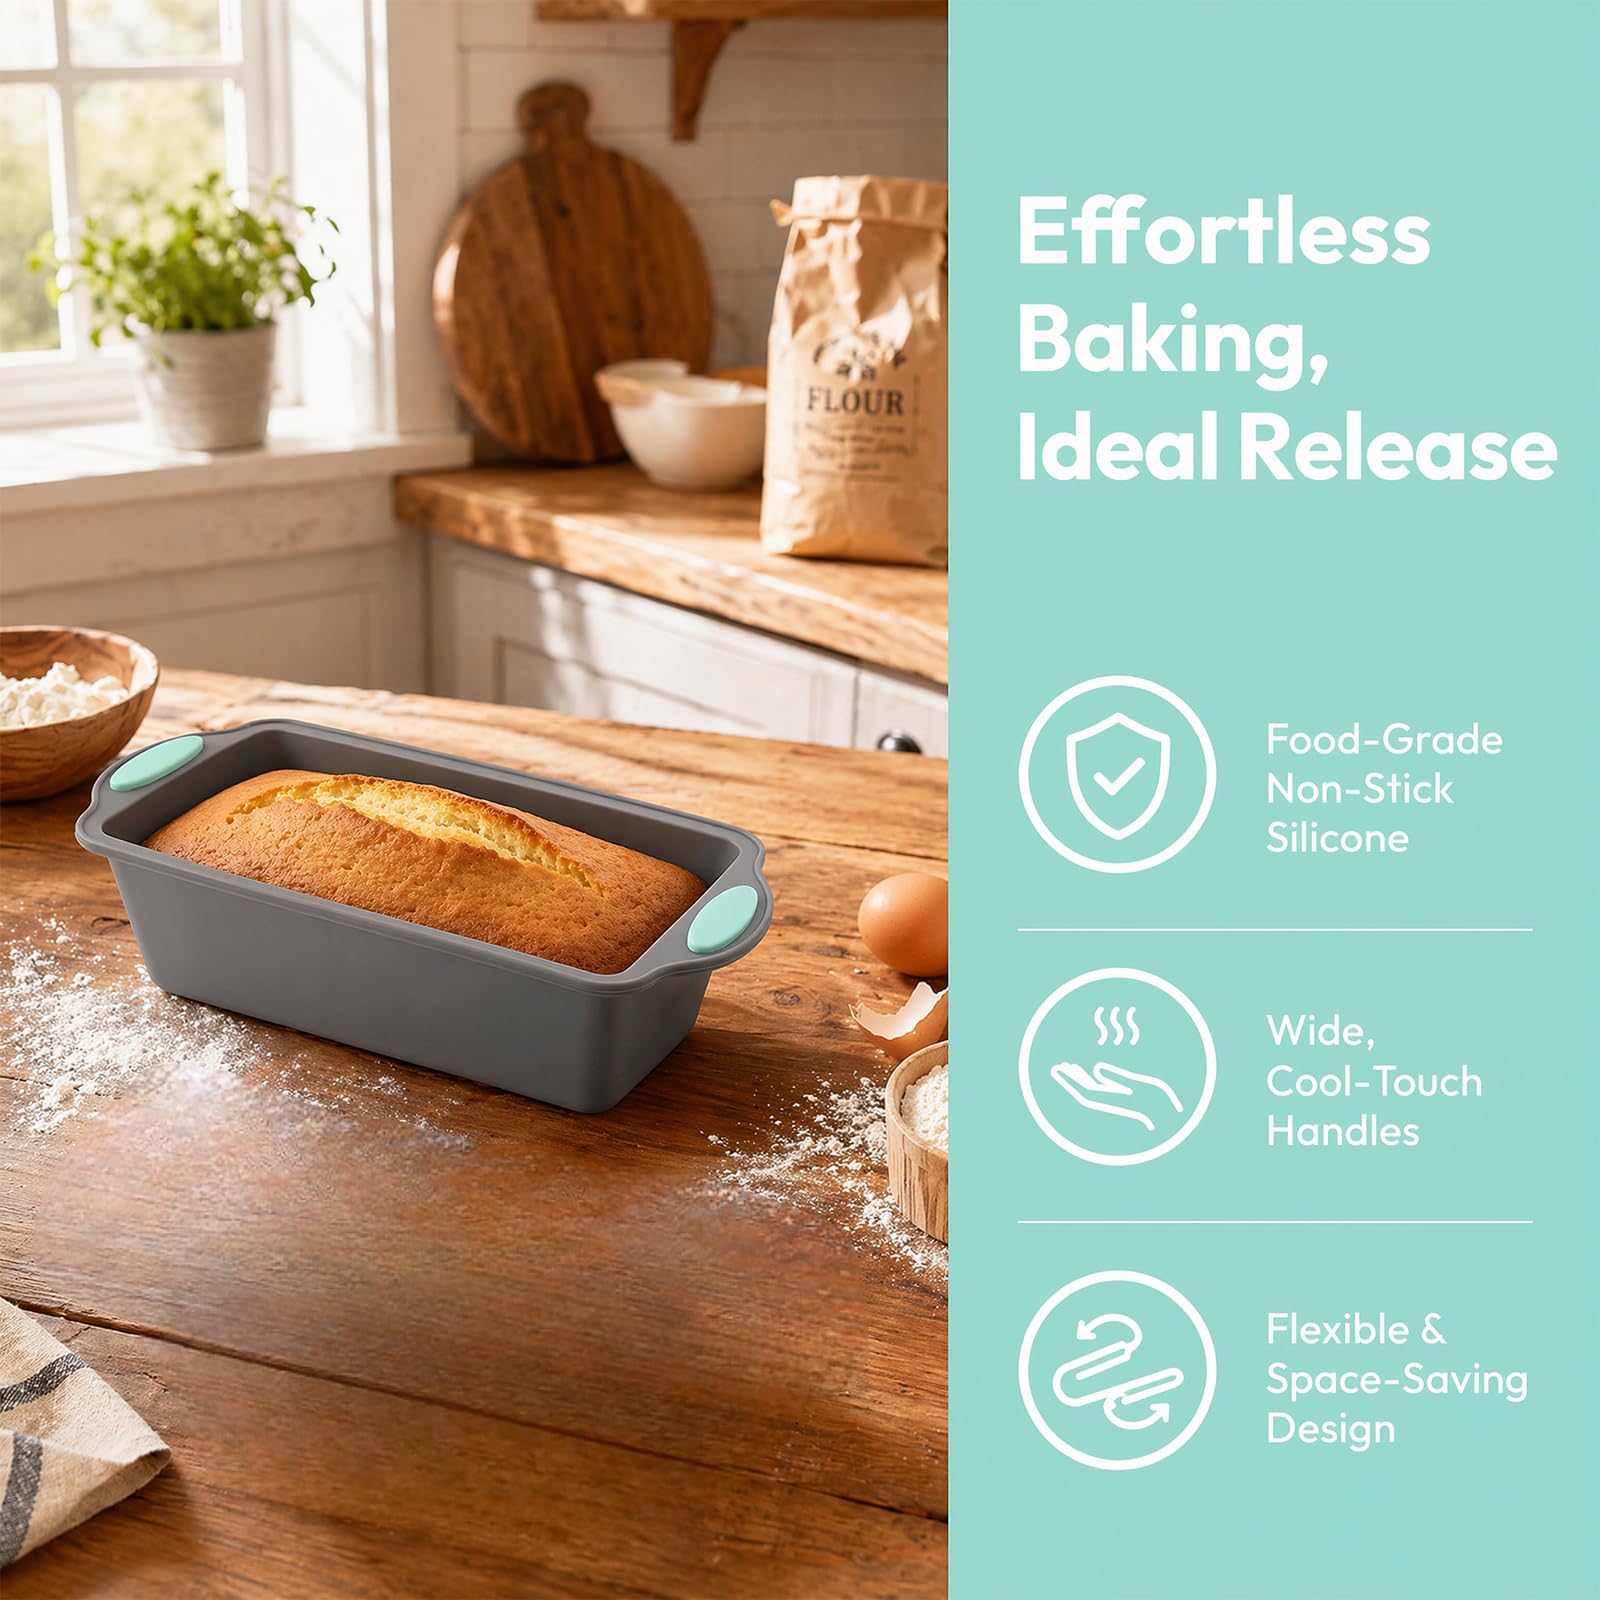 Effortless
Baking,
Ideal Release
FLOUR
Food-Grade
Non-Stick
Silicone
Wide,
Cool-Touch
Handles
Flexible &
Space-Saving
Design